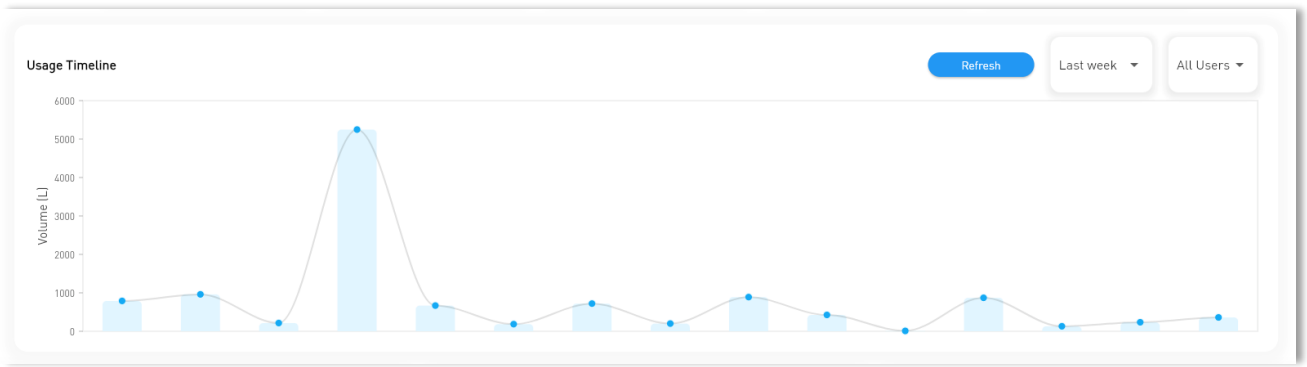 Usage Timeline
Refresh
Last week
All Users
6000
5000
4000
3000
2000
1000
0
Volume (L)